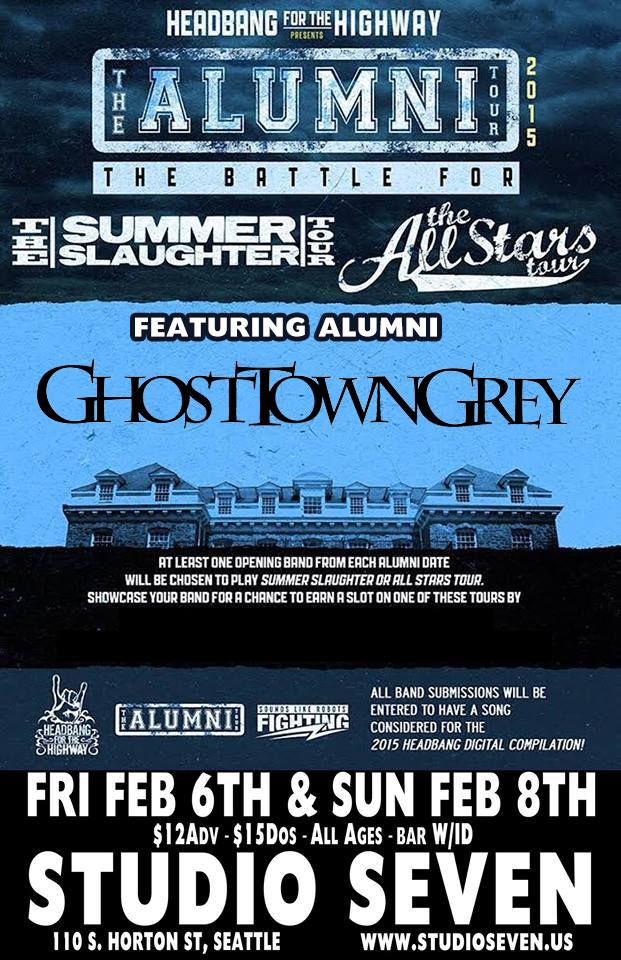 HEADBANG FOR THE HIGHWAY
PRESENTS
THE ALUMNI TOUR 2015
THE BATTLE FOR
THE SUMMER SLAUGHTER TOUR
the All Stars tour
FEATURING ALUMNI
GHOSTTOWNGREY
AT LEAST ONE OPENING BAND FROM EACH ALUMNI DATE
WILL BE CHOSEN TO PLAY SUMMER SLAUGHTER OR ALL STARS TOUR.
SHOWCASE YOUR BAND FOR A CHANCE TO EARN A SLOT ON ONE OF THESE TOURS BY
HEADBANG
FOR THE
HIGHWAY
THE ALUMNI TOUR
SOUNDS LIKE ROBOTS
FIGHTING
ALL BAND SUBMISSIONS WILL BE
ENTERED TO HAVE A SONG
CONSIDERED FOR THE
2015 HEADBANG DIGITAL COMPILATION!
FRI FEB 6TH & SUN FEB 8TH
$12ADV - $15DOS - ALL AGES - BAR W/ID
STUDIO SEVEN
110 S. HORTON ST, SEATTLE WWW.STUDIOSEVEN.US